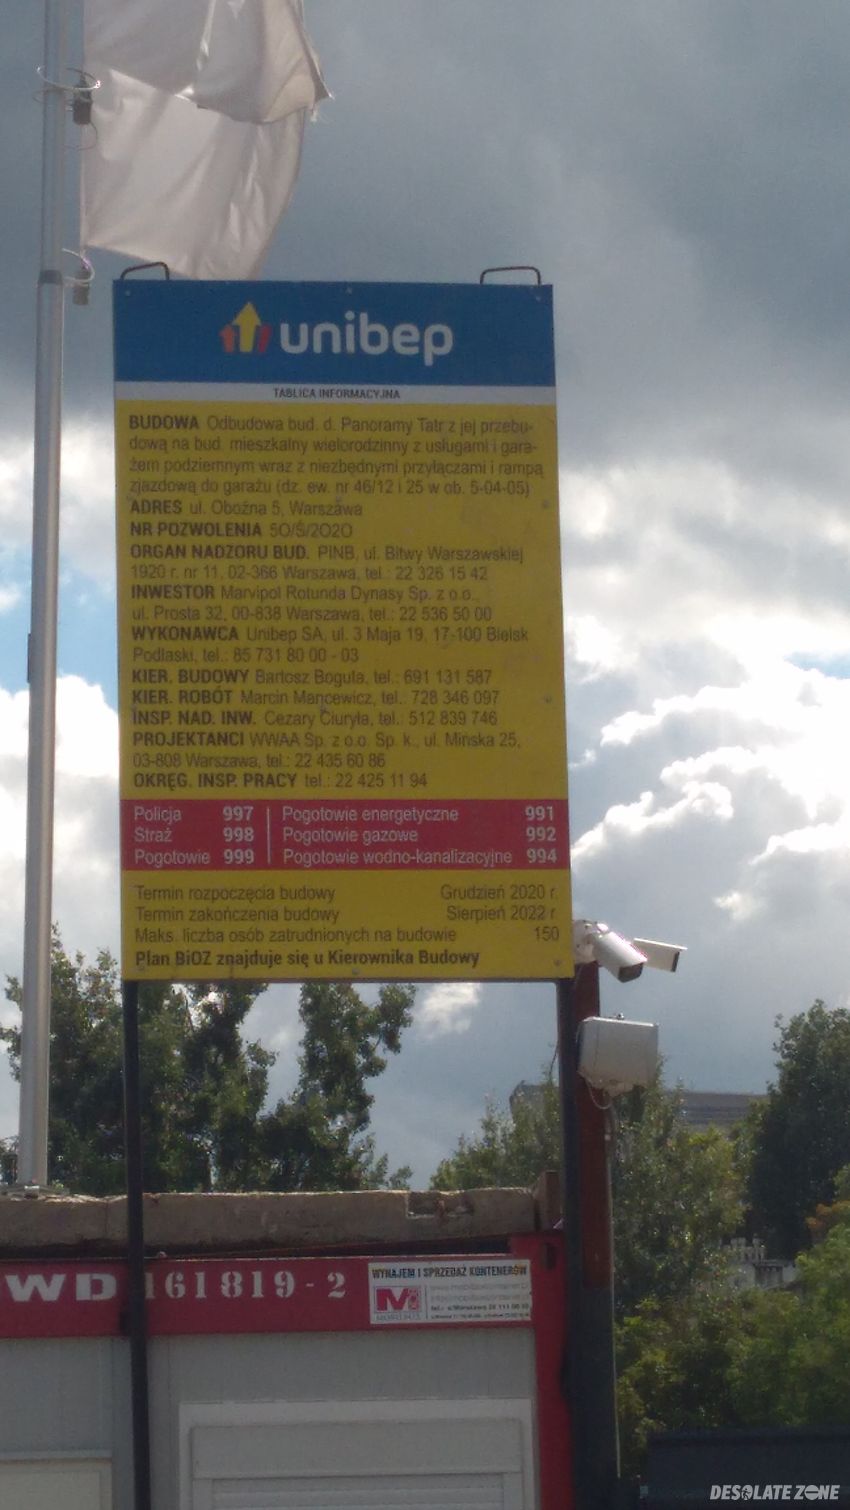 unibep
TABLICA INFORMACYJNA
BUDOWA Odbudowa bud. d. Panoramy Tatr z jej przebu-
dową na bud. mieszkalny wielorodzinny z usługami i gara-
żem podziemnym wraz z niezbędnymi przyłączami i rampą
zjazdową do garażu (dz. ew. nr 46/12 i 25 w ob. 5-04-05)
ADRES ul. Oboźna 5, Warszawa
NR POZWOLENIA 50/Ś/2020
ORGAN NADZORU BUD. PINB, ul. Bitwy Warszawskiej
1920 r. nr 11, 02-366 Warszawa, tel.: 22 326 15 42
INWESTOR Marvipol Rotunda Dynasy Sp. z o.o.,
ul. Prosta 32, 00-838 Warszawa, tel.: 22 536 50 00
WYKONAWCA Unibep SA, ul. 3 Maja 19, 17-100 Bielsk
Podlaski, tel.: 85 731 80 00 - 03
KIER. BUDOWY Bartosz Boguta, tel.: 691 131 587
KIER. ROBÓT Marcin Mancewicz, tel.: 728 346 097
INSP. NAD. INW. Cezary Ciuryła, tel.: 512 839 746
PROJEKTANCI WWAA Sp. z o.o. Sp. k., ul. Mińska 25,
03-808 Warszawa, tel.: 22 435 60 86
OKRĘG. INSP. PRACY tel.: 22 425 11 94
Policja 997 Pogotowie energetyczne 991
Straż 998 Pogotowie gazowe 992
Pogotowie 999 Pogotowie wodno-kanalizacyjne 994
Termin rozpoczęcia budowy Grudzień 2020 r.
Termin zakończenia budowy Sierpień 2022 r.
Maks. liczba osób zatrudnionych na budowie 150
Plan BiOZ znajduje się u Kierownika Budowy
WD 161 819 - 2
WYNAJEM I SPRZEDAŻ KONTENERÓW
M
DESOLATE ZONE